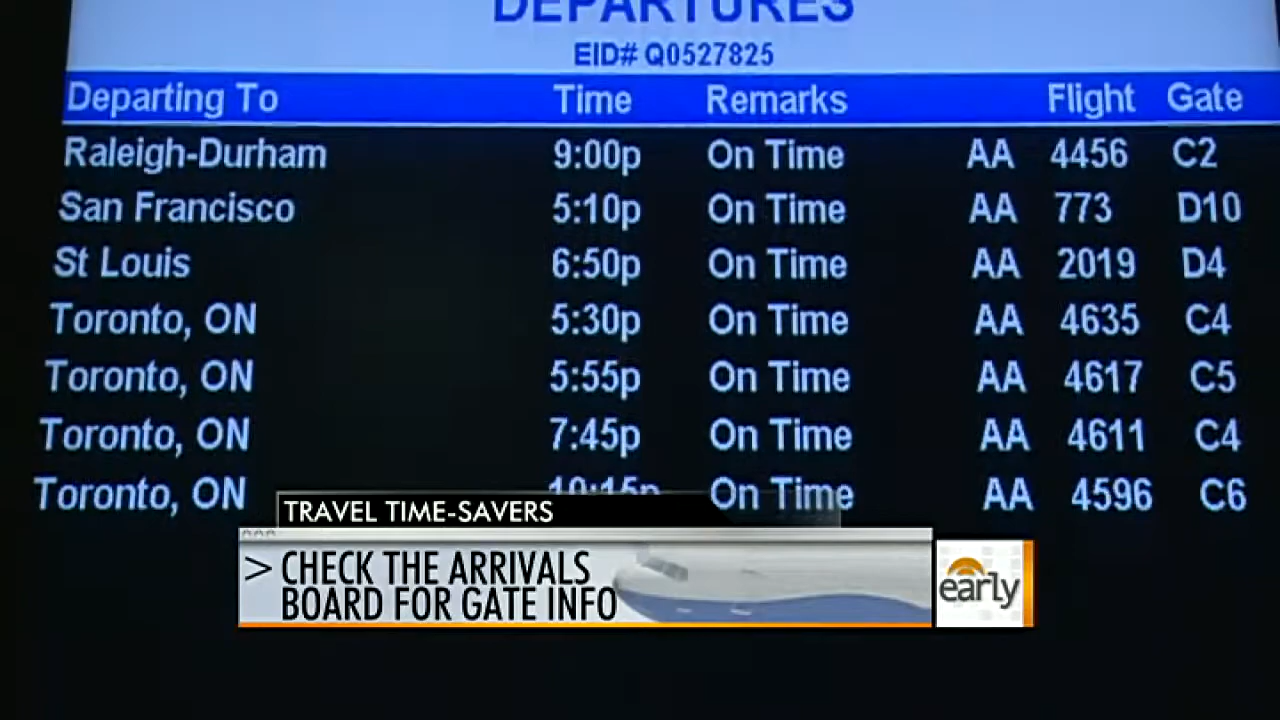 DEPARTURES
EID# Q0527825
Departing To Time Remarks Flight Gate
Raleigh-Durham 9:00p On Time AA 4456 C2
San Francisco 5:10p On Time AA 773 D10
St Louis 6:50p On Time AA 2019 D4
Toronto, ON 5:30p On Time AA 4635 C4
Toronto, ON 5:55p On Time AA 4617 C5
Toronto, ON 7:45p On Time AA 4611 C4
Toronto, ON 10:15p On Time AA 4596 C6
TRAVEL TIME-SAVERS
> CHECK THE ARRIVALS
BOARD FOR GATE INFO
early